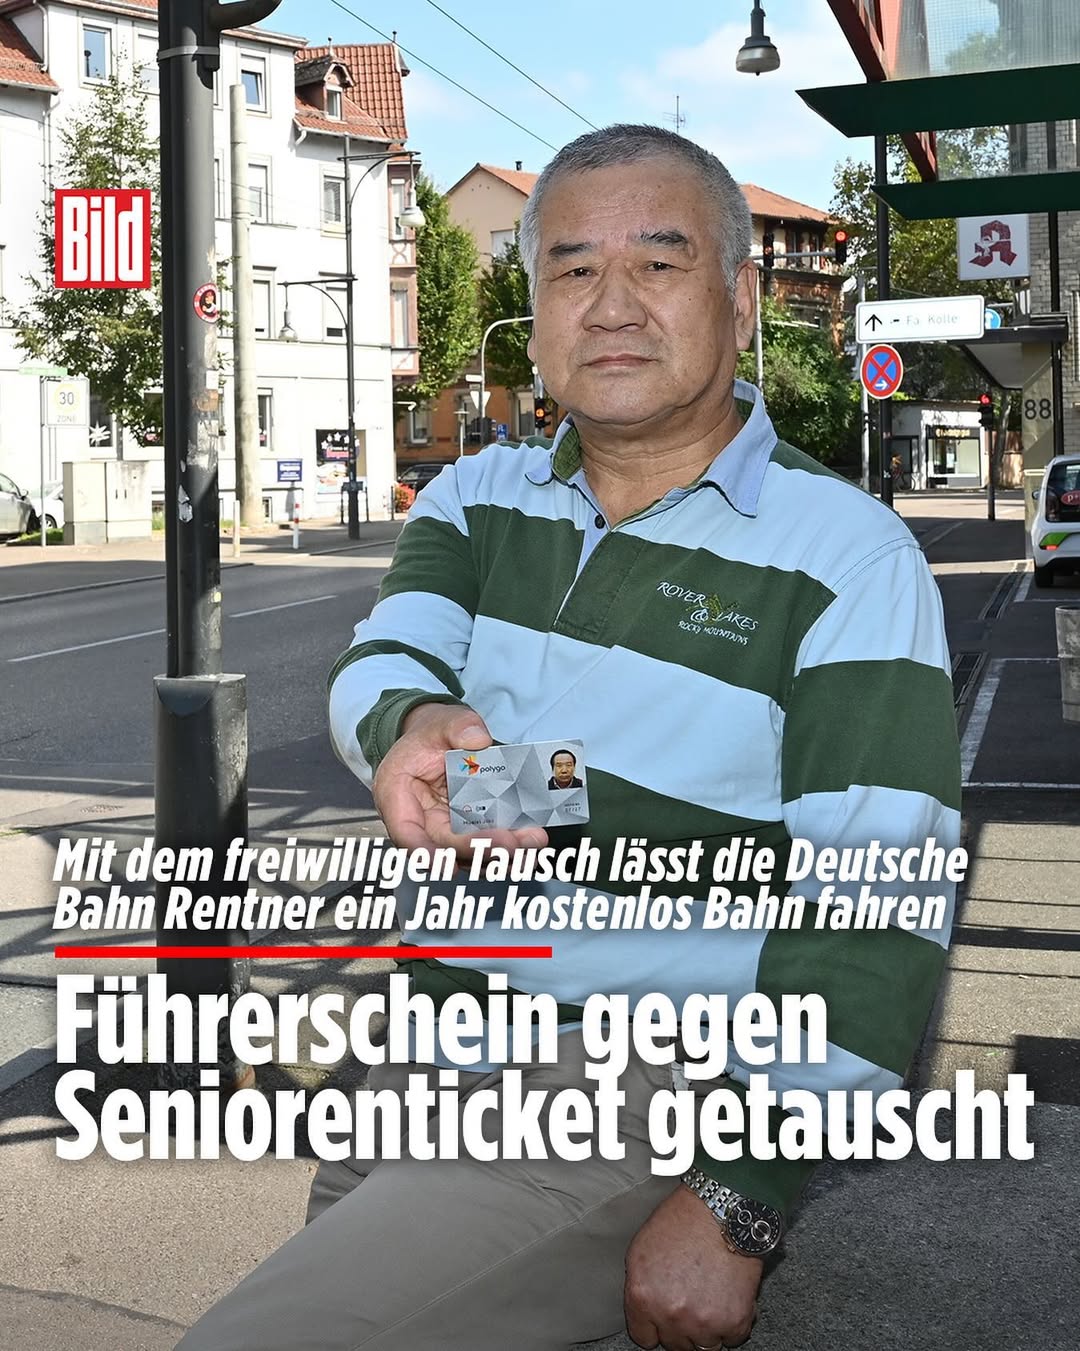 Bild
30
ZONE
Fa. Kölle
88
ROVER & LAKES
ROCKY MOUNTAINS
polygo
Mit dem freiwilligen Tausch lässt die Deutsche
Bahn Rentner ein Jahr kostenlos Bahn fahren
Führerschein gegen
Seniorenticket getauscht